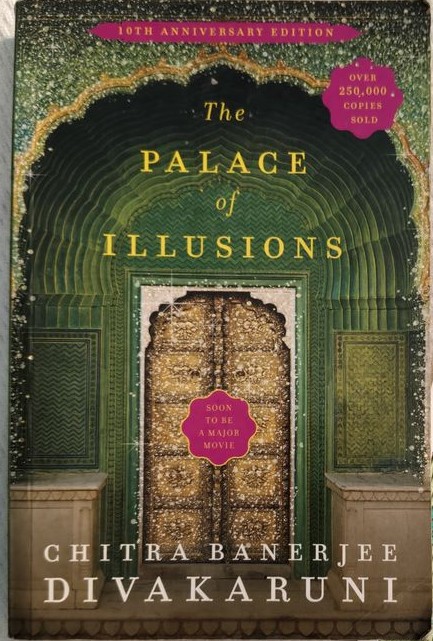 10TH ANNIVERSARY EDITION
OVER
250,000
COPIES
SOLD
The
PALACE
of
ILLUSIONS
SOON
TO BE
A MAJOR
MOVIE
CHITRA BANERJEE
DIVAKARUNI